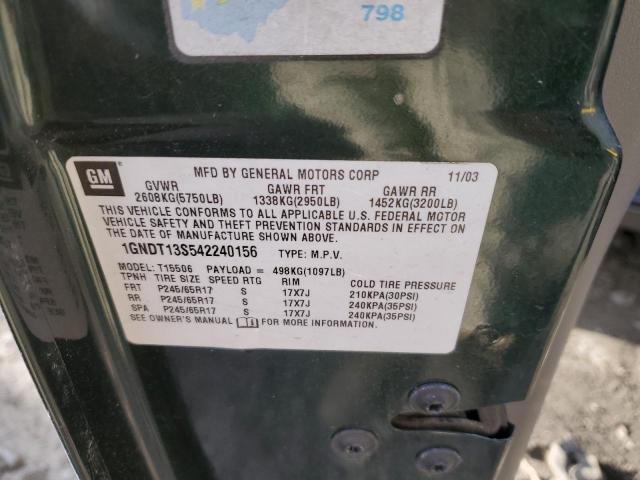 798
GM
MFD BY GENERAL MOTORS CORP 11/03
GVWR GAWR FRT GAWR RR
2608KG(5750LB) 1338KG(2950LB) 1452KG(3200LB)
THIS VEHICLE CONFORMS TO ALL APPLICABLE U.S. FEDERAL MOTOR
VEHICLE SAFETY AND THEFT PREVENTION STANDARDS IN EFFECT ON
THE DATE OF MANUFACTURE SHOWN ABOVE.
1GNDT13S542240156 TYPE: M.P.V.
MODEL: T15506 PAYLOAD = 498KG(1097LB)
TPNH TIRE SIZE SPEED RTG RIM COLD TIRE PRESSURE
FRT P245/65R17 S 17X7J 210KPA(30PSI)
RR P245/65R17 S 17X7J 240KPA(35PSI)
SPA P245/65R17 S 17X7J 240KPA(35PSI)
SEE OWNER'S MANUAL FOR MORE INFORMATION.